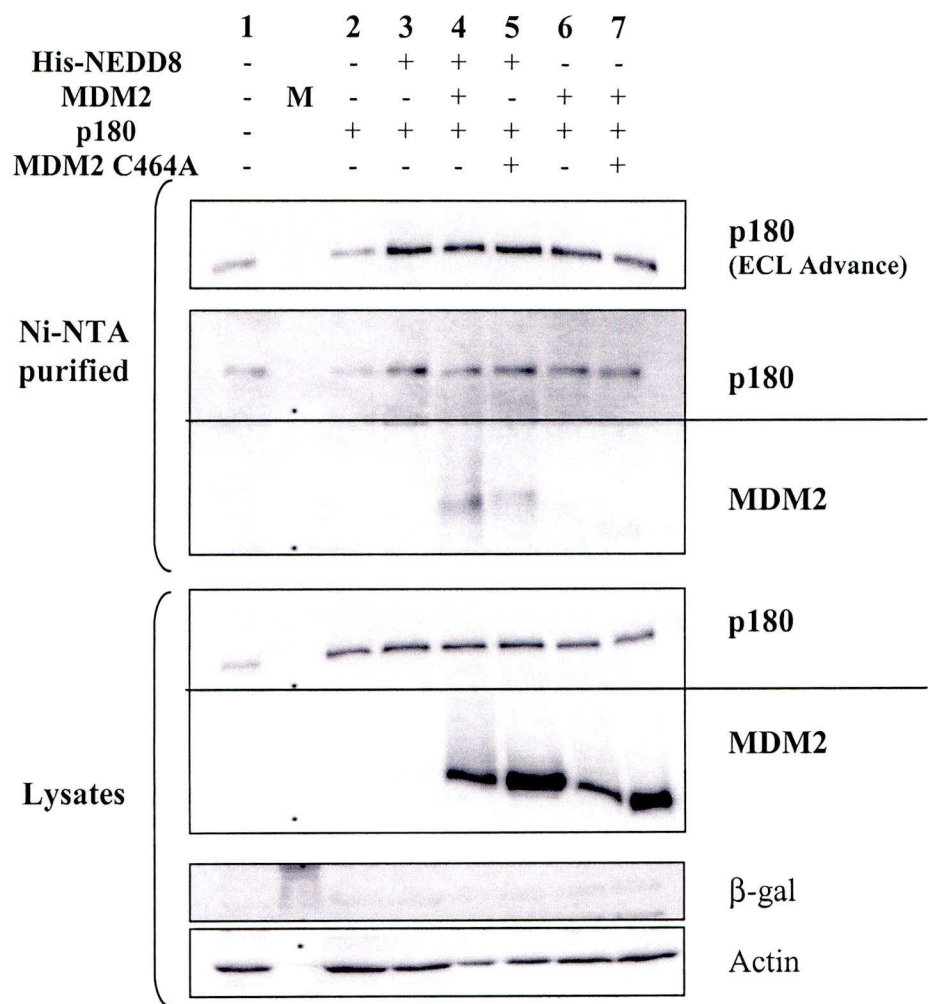 1 2 3 4 5 6 7
His-NEDD8 - - + + + - -
MDM2 - M - - + - + +
p180 - + + + + + +
MDM2 C464A - - - - + - +
p180
(ECL Advance)
Ni-NTA
purified
p180
MDM2
p180
MDM2
Lysates
β-gal
Actin